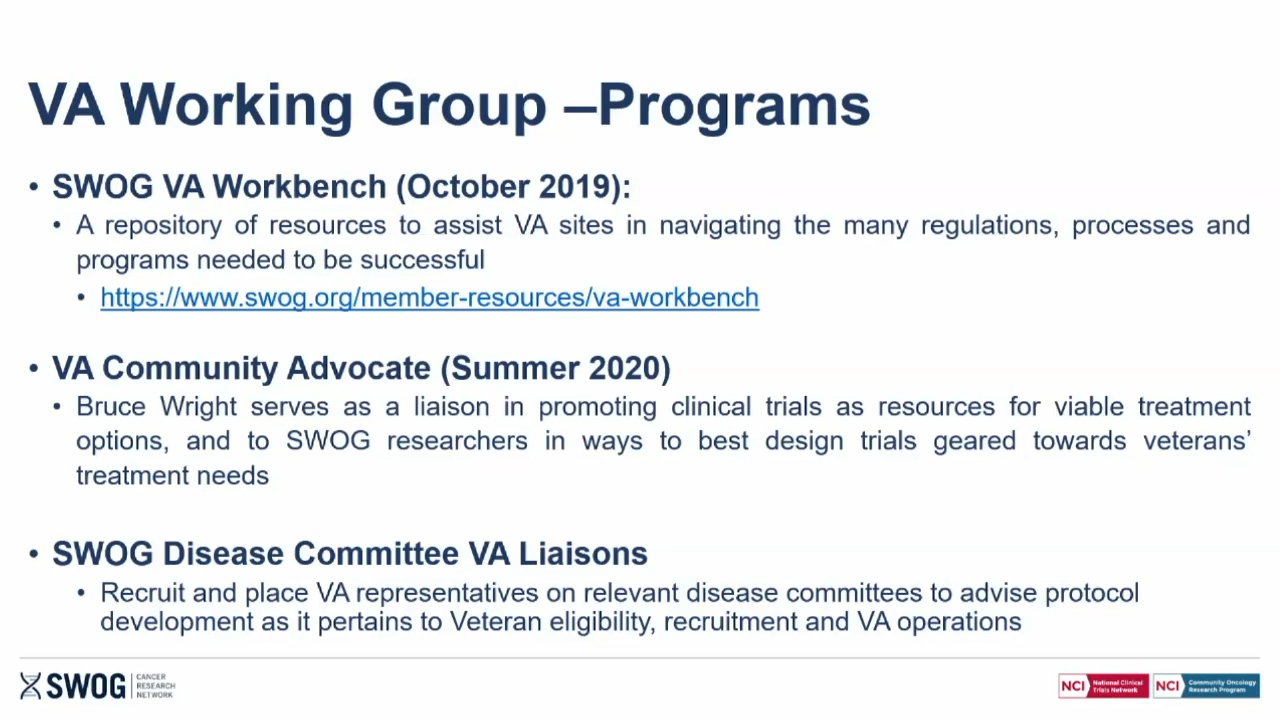 VA Working Group –Programs
• SWOG VA Workbench (October 2019):
• A repository of resources to assist VA sites in navigating the many regulations, processes and
programs needed to be successful
• https://www.swog.org/member-resources/va-workbench
• VA Community Advocate (Summer 2020)
• Bruce Wright serves as a liaison in promoting clinical trials as resources for viable treatment
options, and to SWOG researchers in ways to best design trials geared towards veterans’
treatment needs
• SWOG Disease Committee VA Liaisons
• Recruit and place VA representatives on relevant disease committees to advise protocol
development as it pertains to Veteran eligibility, recruitment and VA operations
SWOG
CANCER
RESEARCH
NETWORK
NCI
National Clinical
Trials Network
NCI
Community Oncology
Research Program